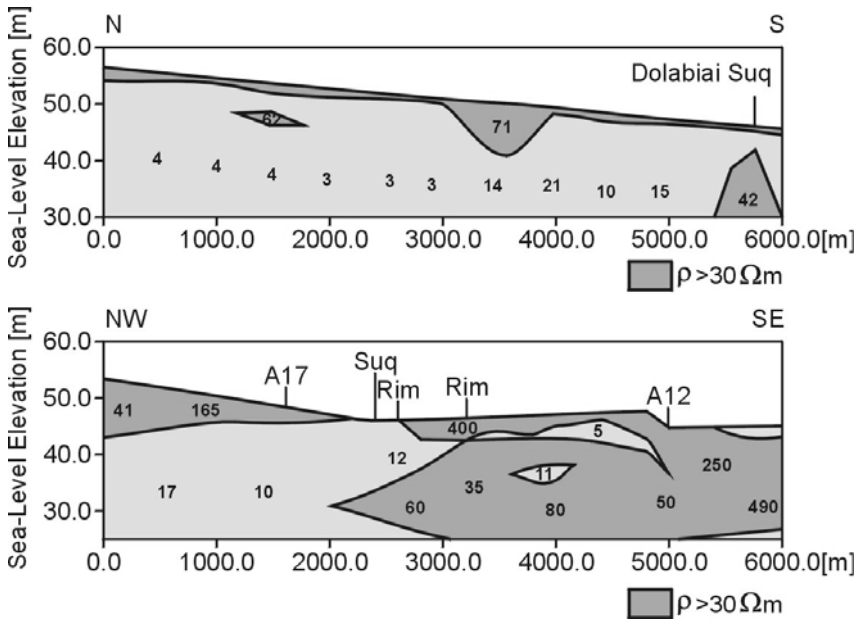 N S
Sea-Level Elevation [m]
60.0
50.0
40.0
30.0
Dolabiai Suq
62
71
4 4 4 3 3 3 14 21 10 15 42
0.0 1000.0 2000.0 3000.0 4000.0 5000.0 6000.0[m]
ρ>30 Ωm
NW SE
Sea-Level Elevation [m]
60.0
50.0
40.0
30.0
Suq
A17 Rim Rim A12
41 165 400 5
12 250
17 10 35 11 50 490
60 80
0.0 1000.0 2000.0 3000.0 4000.0 5000.0 6000.0[m]
ρ>30 Ωm